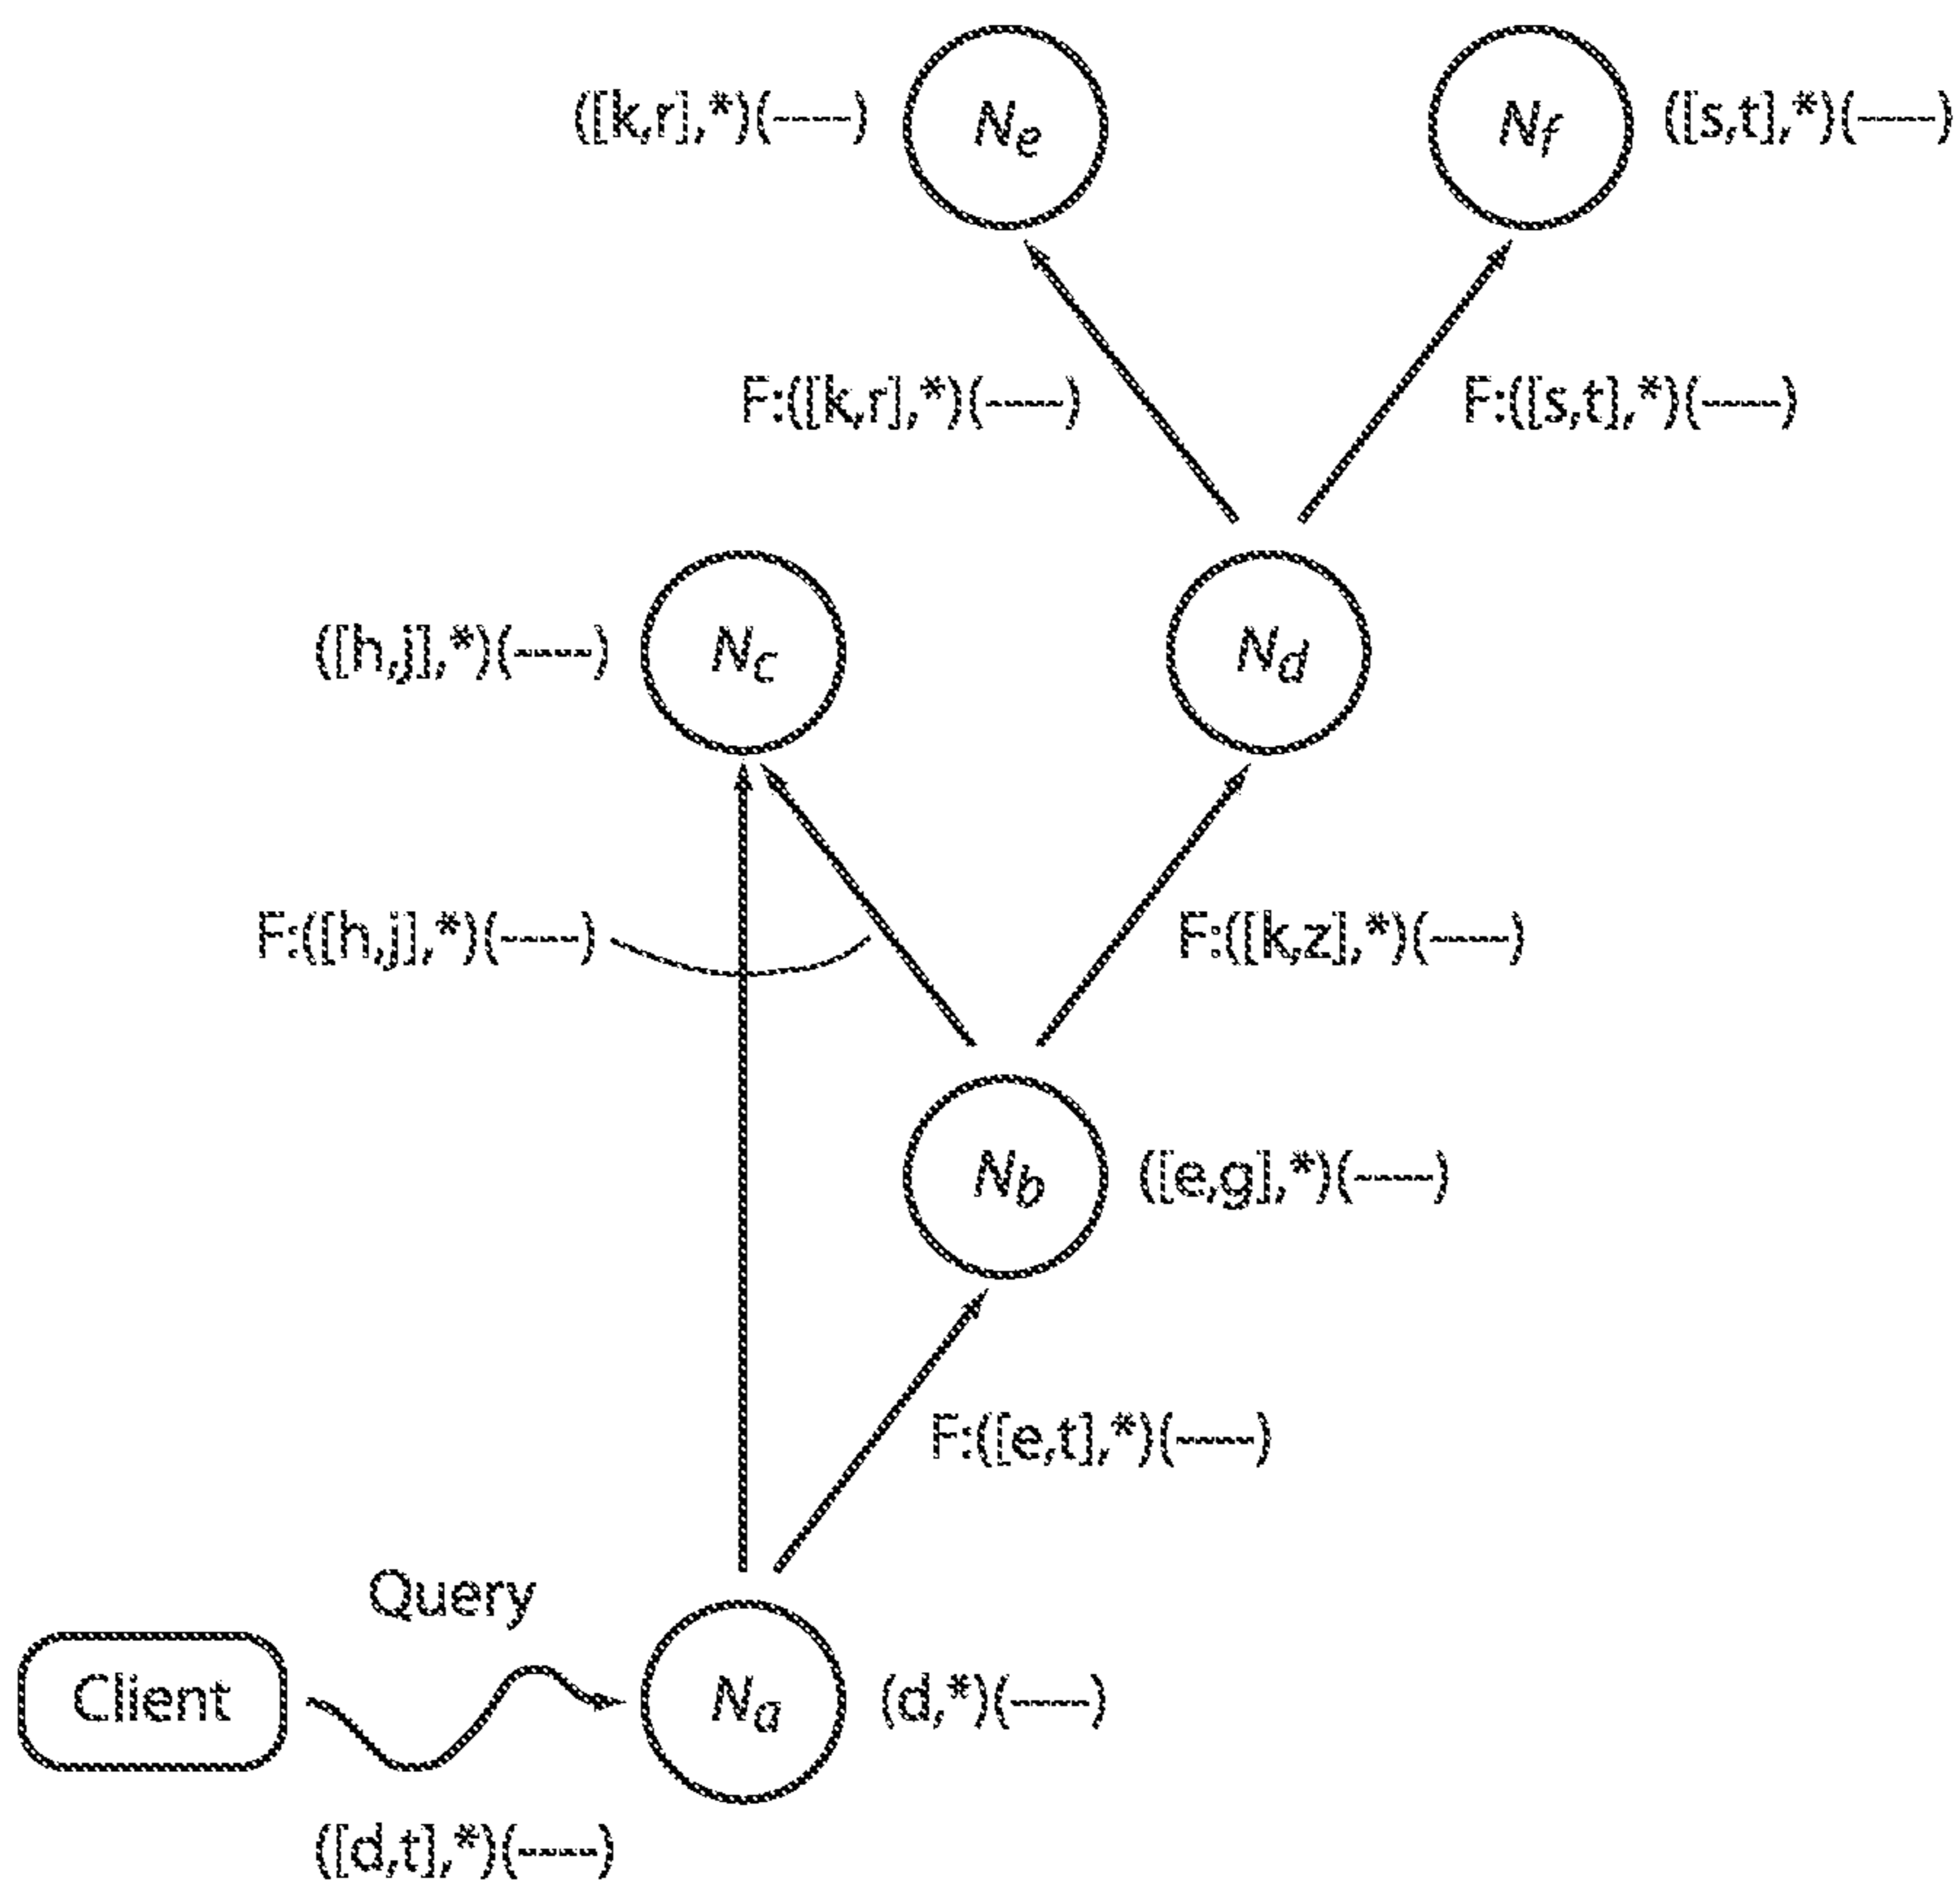 ([k,r],*)(----) Ne Nf ([s,t],*)(----)
F:([k,r],*)(----) F:([s,t],*)(----)
([h,j],*)(----) Nc Nd
F:([h,j],*)(----) F:([k,z],*)(----)
Nb ([e,g],*)(----)
F:([e,t],*)(----)
Query
Client Na (d,*)(----)
([d,t],*)(----)